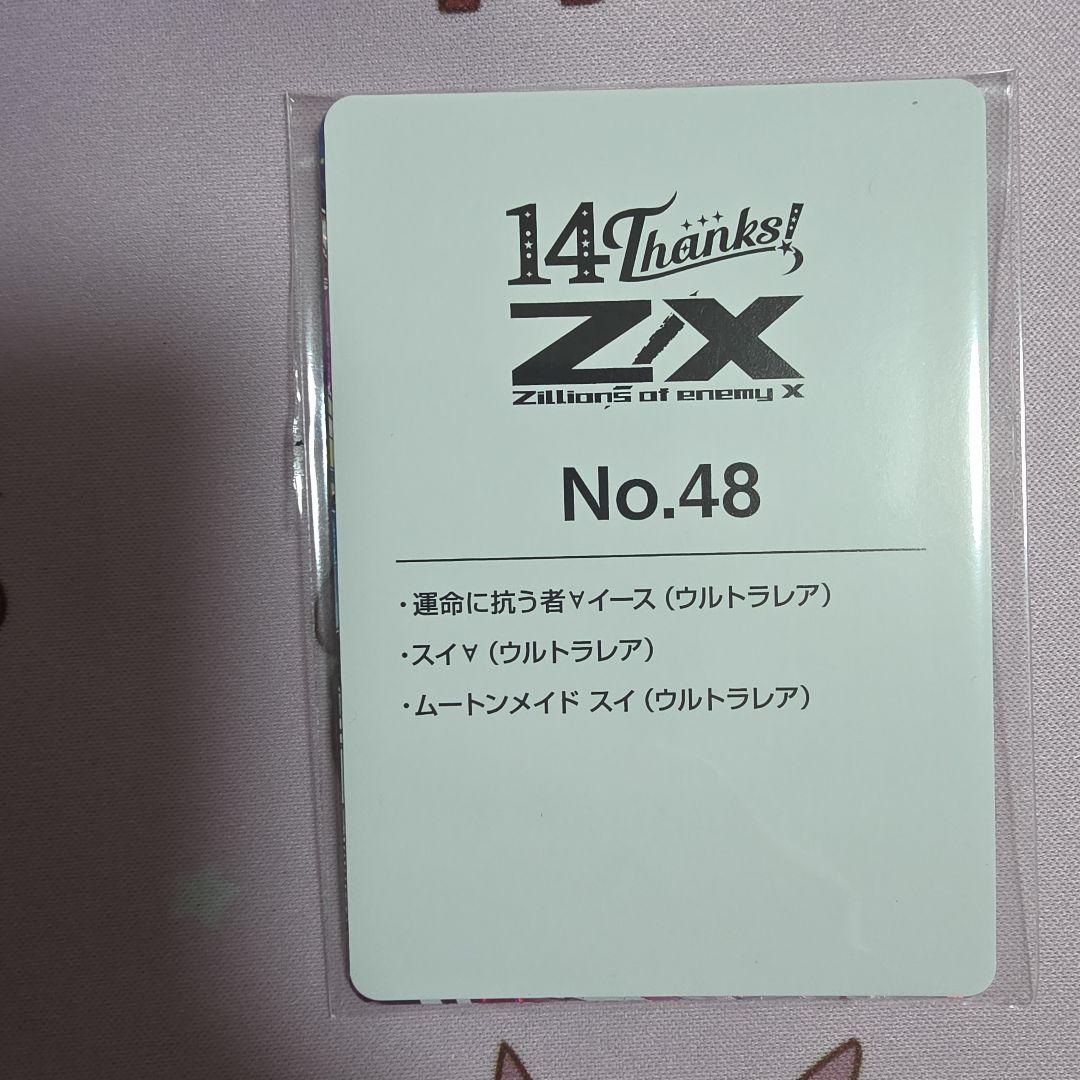 14 Thanks!
Z/X
Zillions of enemy X
No.48
・運命に抗う者∀イース（ウルトラレア）
・スイ∀（ウルトラレア）
・ムートンメイド スイ（ウルトラレア）